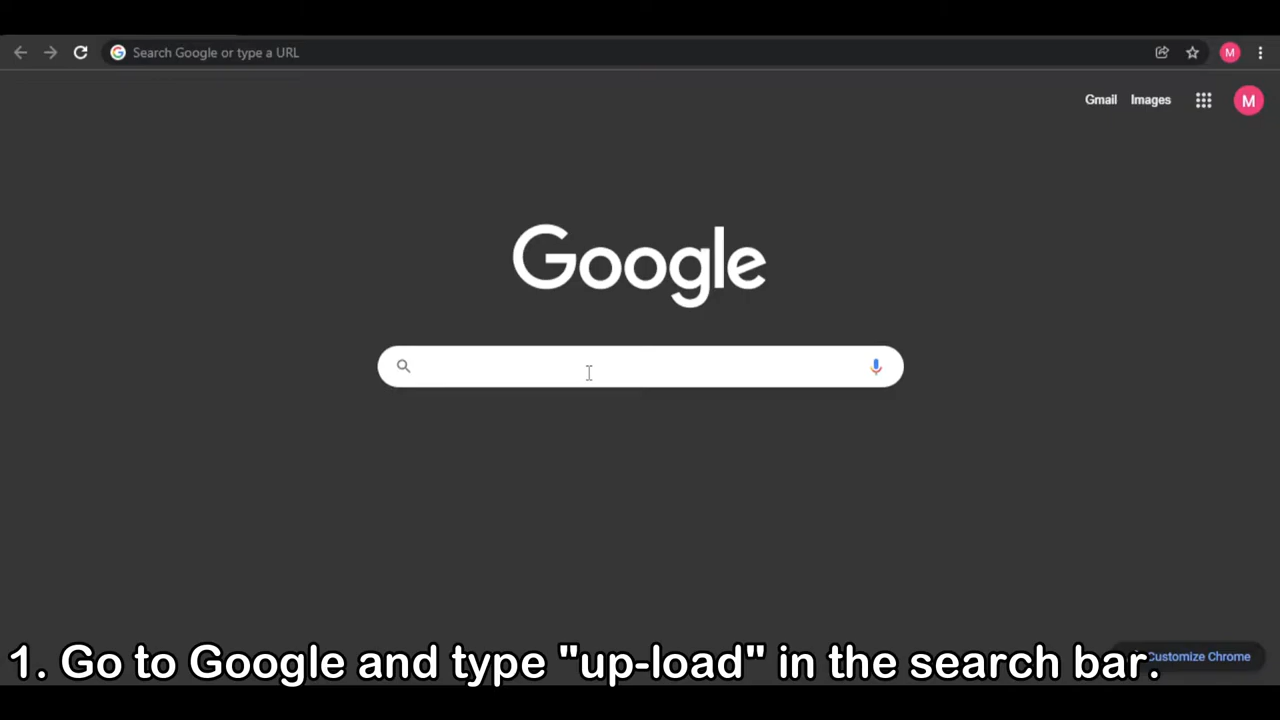 Search Google or type a URL
M
Gmail Images
M
Google
Customize Chrome
1. Go to Google and type "up-load" in the search bar.